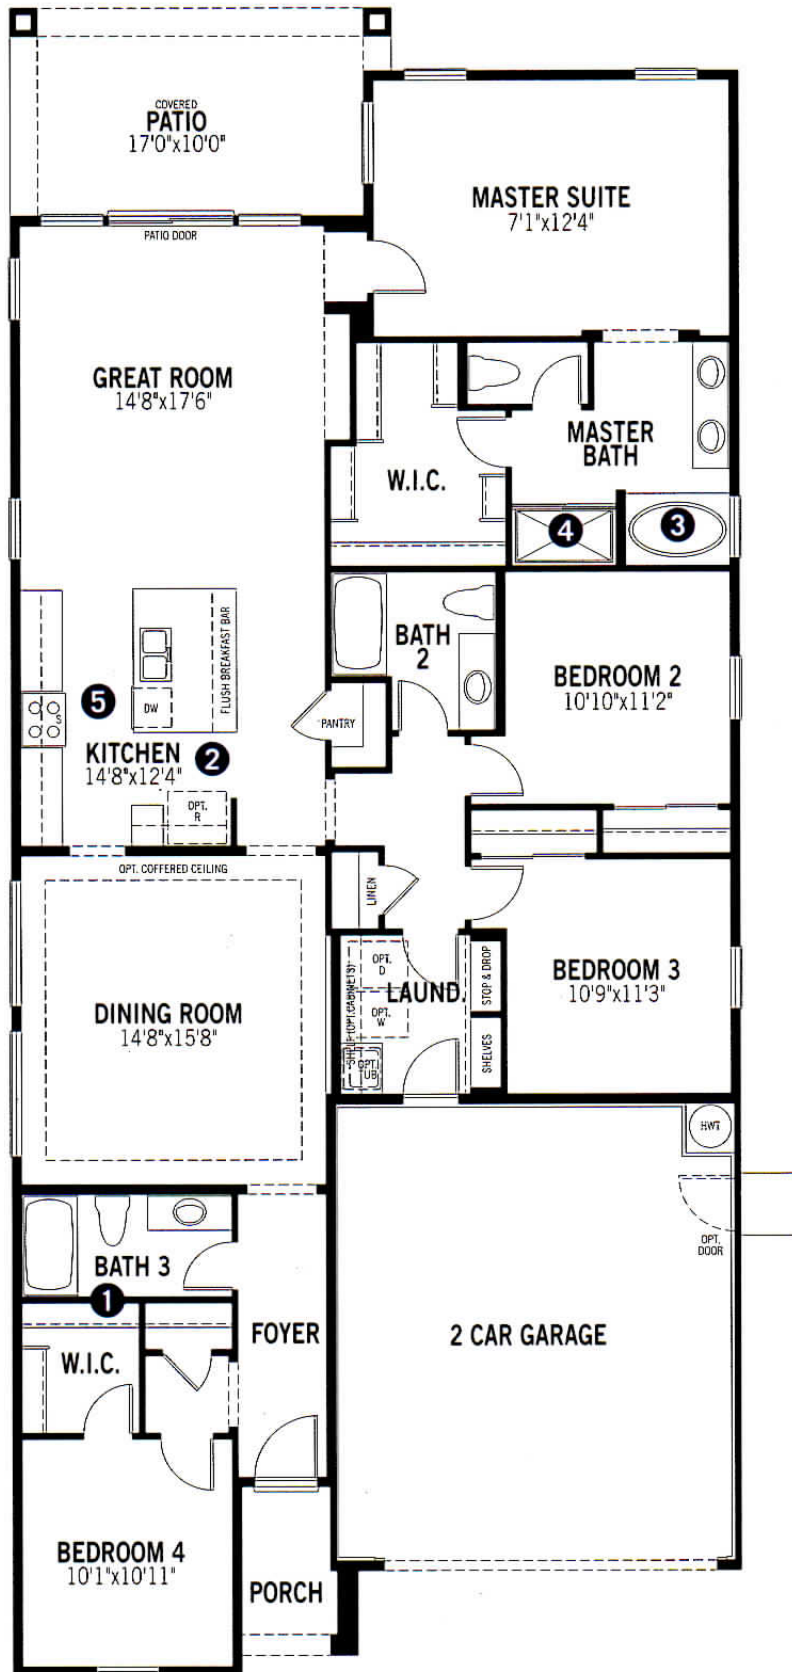 COVERED
PATIO
17'0"x10'0"
MASTER SUITE
7'1"x12'4"
PATIO DOOR
GREAT ROOM
14'8"x17'6"
MASTER
BATH
W.I.C.
4
3
BATH
2
BEDROOM 2
10'10"x11'2"
FLUSH BREAKFAST BAR
5
DW
S
PANTRY
KITCHEN
14'8"x12'4"
2
OPT.
R
OPT. COFFERED CEILING
LINEN
DINING ROOM
14'8"x15'8"
OPT.
D
LAUND.
OPT.
W
SHELF (OPT. CABINETS)
OPT.
UB
STOP & DROP
SHELVES
BEDROOM 3
10'9"x11'3"
HWT
OPT.
DOOR
BATH 3
1
W.I.C.
FOYER
2 CAR GARAGE
BEDROOM 4
10'1"x10'11"
PORCH